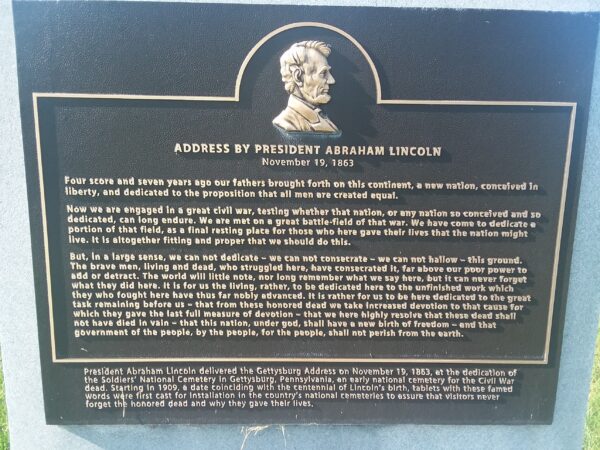 ADDRESS BY PRESIDENT ABRAHAM LINCOLN
November 19, 1863
Four score and seven years ago our fathers brought forth on this continent, a new nation, conceived in
liberty, and dedicated to the proposition that all men are created equal.
Now we are engaged in a great civil war, testing whether that nation, or any nation so conceived and so
dedicated, can long endure. We are met on a great battle-field of that war. We have come to dedicate a
portion of that field, as a final resting place for those who here gave their lives that the nation might
live. It is altogether fitting and proper that we should do this.
But, in a large sense, we can not dedicate – we can not consecrate – we can not hallow – this ground.
The brave men, living and dead, who struggled here, have consecrated it, far above our poor power to
add or detract. The world will little note, nor long remember what we say here, but it can never forget
what they did here. It is for us the living, rather, to be dedicated here to the unfinished work which
they who fought here have thus far nobly advanced. It is rather for us to be here dedicated to the great
task remaining before us – that from these honored dead we take increased devotion to that cause for
which they gave the last full measure of devotion – that we here highly resolve that these dead shall
not have died in vain – that this nation, under god, shall have a new birth of freedom – and that
government of the people, by the people, for the people, shall not perish from the earth.
President Abraham Lincoln delivered the Gettysburg Address on November 19, 1863, at the dedication of
the Soldiers' National Cemetery in Gettysburg, Pennsylvania, an early national cemetery for the Civil War
dead. Starting in 1909, a date coinciding with the centennial of Lincoln's birth, tablets with these famed
words were first cast for installation in the country's national cemeteries to assure that visitors never
forget the honored dead and why they gave their lives.